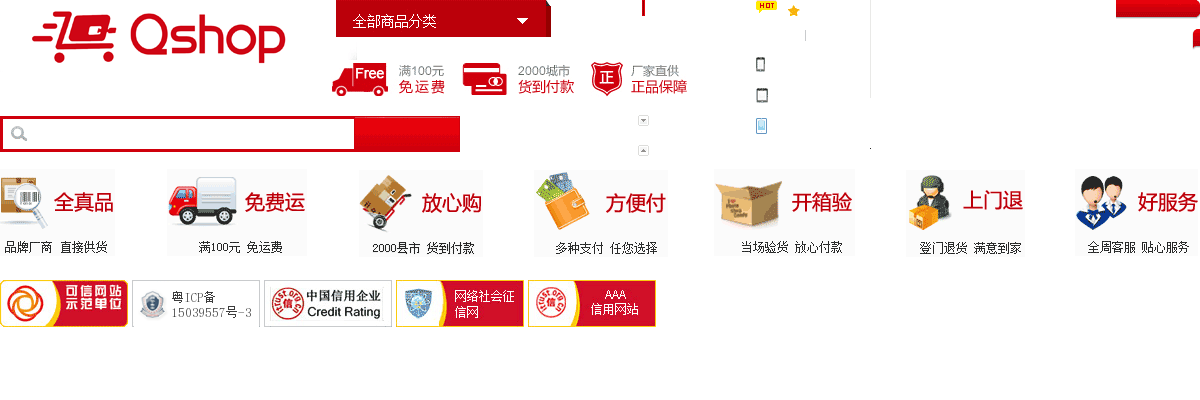 Qshop
全部商品分类
HOT
Free
满100元
免运费
2000城市
货到付款
正
厂家直供
正品保障
全真品
品牌厂商 直接供货
免费运
满100元 免运费
放心购
2000县市 货到付款
方便付
多种支付 任您选择
开箱验
当场验货 放心付款
上门退
登门退货 满意到家
好服务
全周客服 贴心服务
可信网站
示范单位
粤ICP备
15039557号-3
信
中国信用企业
Credit Rating
网络社会征
信网
信
AAA
信用网站